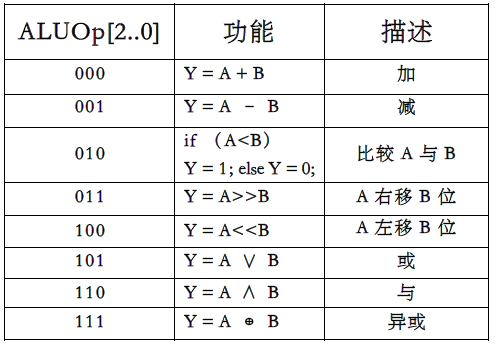 ALUOp[2..0] 功能 描述
000 Y = A + B 加
001 Y = A - B 减
010 if （A<B）
Y = 1; else Y = 0; 比较 A 与 B
011 Y = A>>B A 右移 B 位
100 Y = A<<B A 左移 B 位
101 Y = A ∨ B 或
110 Y = A ∧ B 与
111 Y = A ⊕ B 异或